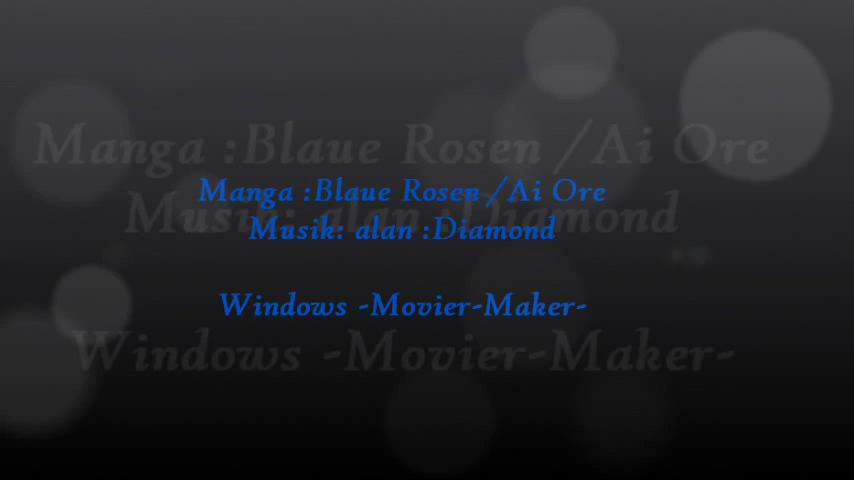 Manga :Blaue Rosen /Ai Ore
Musik: alan :Diamond
Windows -Movier-Maker-